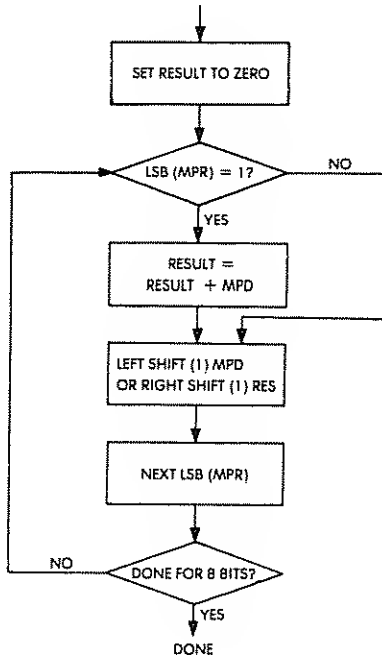 SET RESULT TO ZERO
LSB (MPR) = 1?
NO
YES
RESULT =
RESULT + MPD
LEFT SHIFT (1) MPD
OR RIGHT SHIFT (1) RES
NEXT LSB (MPR)
NO
DONE FOR 8 BITS?
YES
DONE